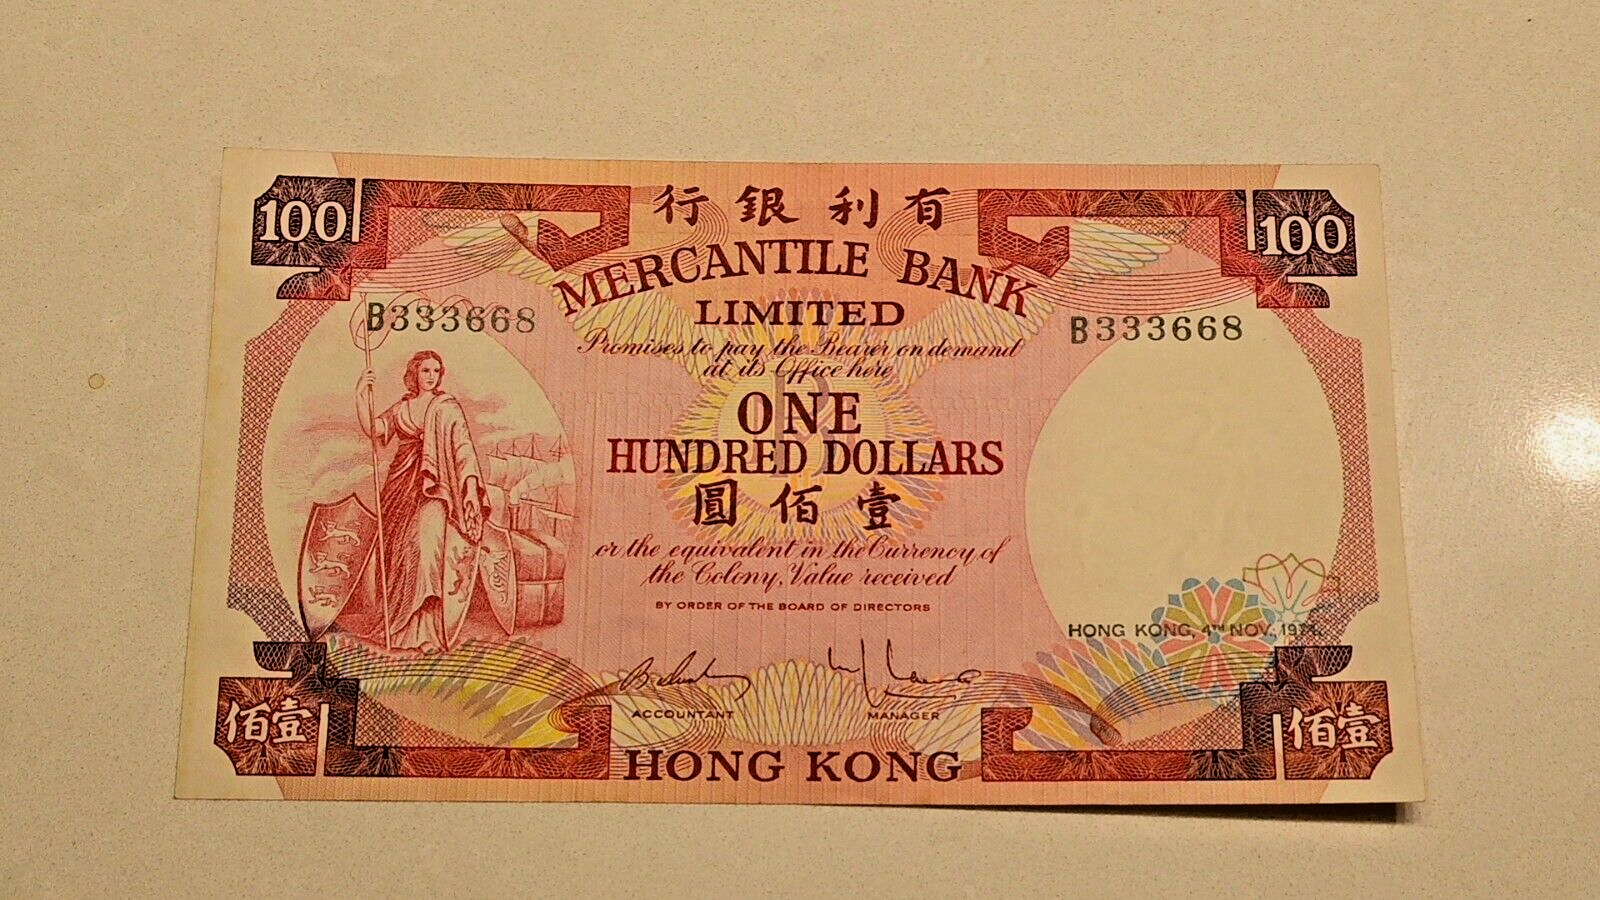 行銀利有
100
100
MERCANTILE BANK
LIMITED
B333668
B333668
Promises to pay the Bearer on demand
at its Office here
ONE
HUNDRED DOLLARS
圓佰壹
or the equivalent in the Currency of
the Colony, Value received
BY ORDER OF THE BOARD OF DIRECTORS
HONG KONG, 4TH NOV.
ACCOUNTANT
MANAGER
佰壹
佰壹
HONG KONG